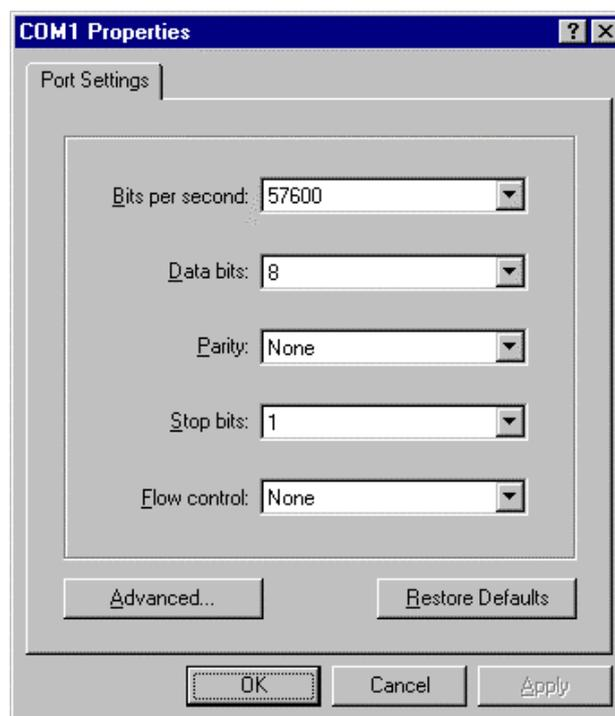 COM1 Properties
Port Settings
Bits per second: 57600
Data bits: 8
Parity: None
Stop bits: 1
Flow control: None
Advanced... Restore Defaults
OK Cancel Apply